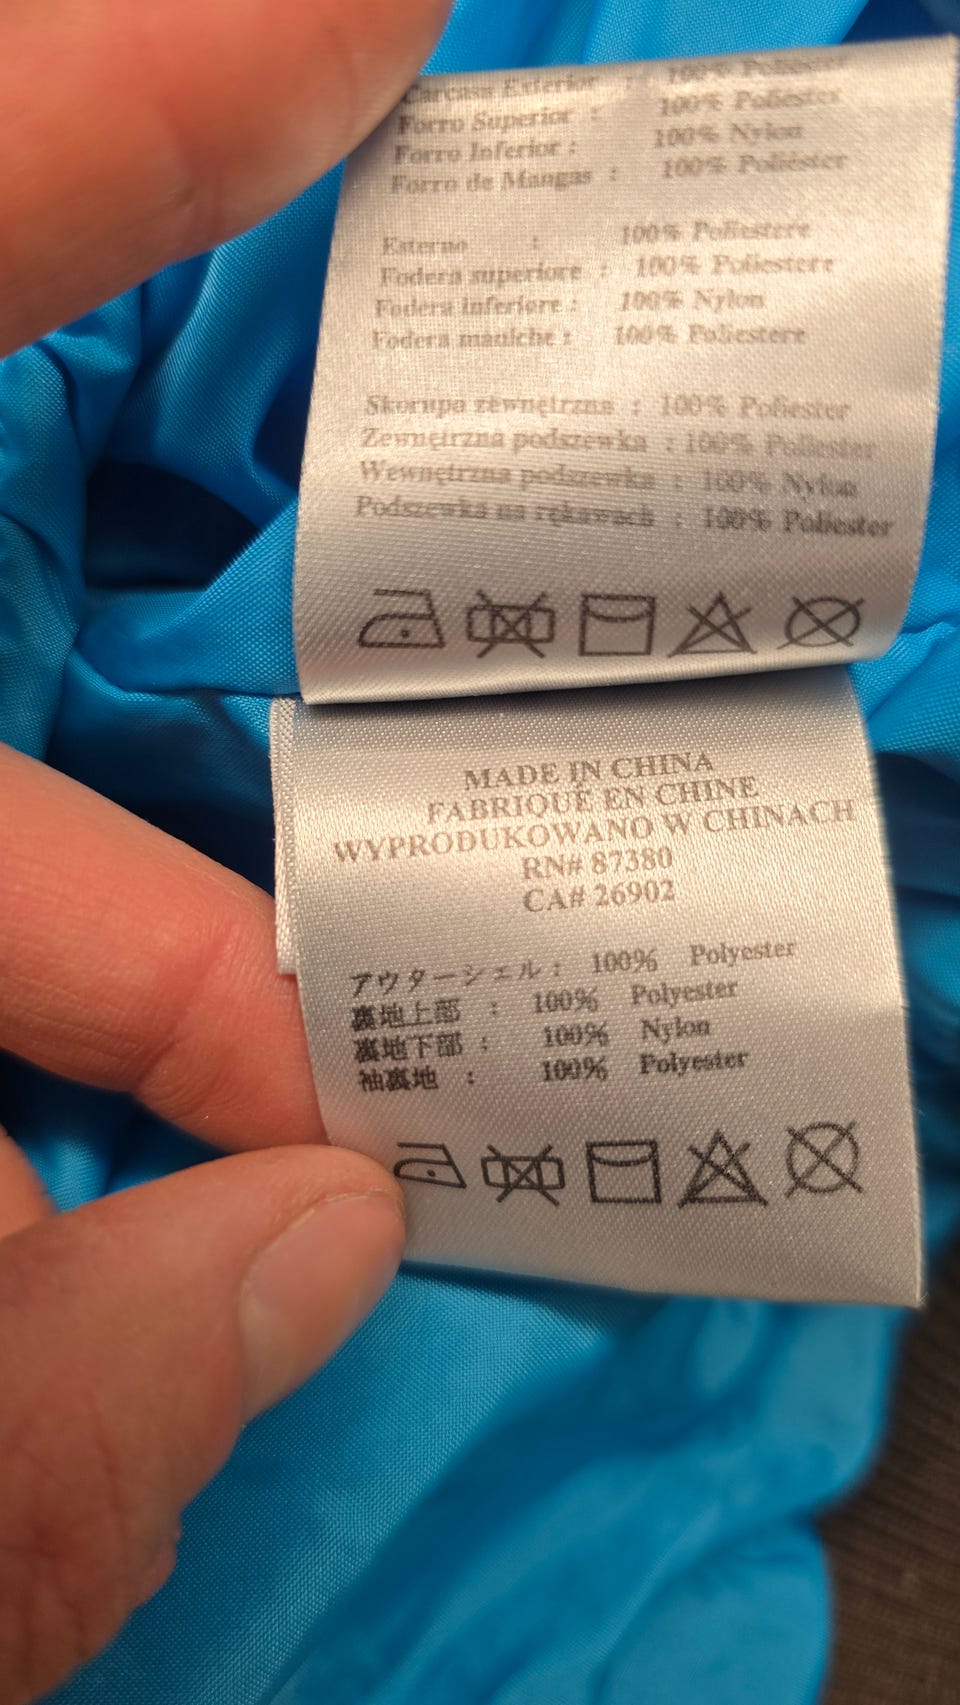 Carcasa Exterior : 100% Poliéster
Forro Superior : 100% Poliéster
Forro Inferior : 100% Nylon
Forro de Mangas : 100% Poliéster
Esterno : 100% Poliestere
Fodera superiore : 100% Poliestere
Fodera inferiore : 100% Nylon
Fodera maniche : 100% Poliestere
Skorupa zewnętrzna : 100% Poliester
Zewnętrzna podszewka : 100% Poliester
Wewnętrzna podszewka : 100% Nylon
Podszewka na rękawach : 100% Poliester
MADE IN CHINA
FABRIQUÉ EN CHINE
WYPRODUKOWANO W CHINACH
RN# 87380
CA# 26902
アウターシェル : 100% Polyester
裏地上部 : 100% Polyester
裏地下部 : 100% Nylon
袖裏地 : 100% Polyester